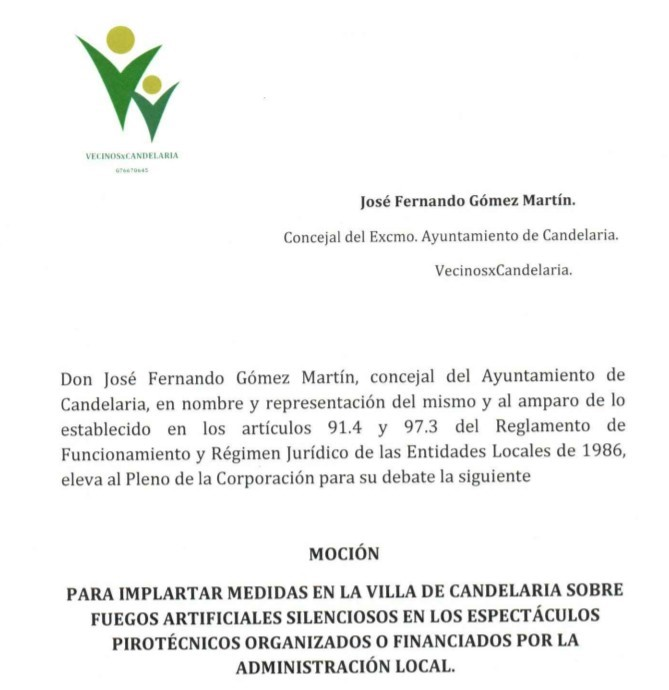 VECINOSxCANDELARIA
076670645
José Fernando Gómez Martín.
Concejal del Excmo. Ayuntamiento de Candelaria.
VecinosxCandelaria.
Don José Fernando Gómez Martín, concejal del Ayuntamiento de
Candelaria, en nombre y representación del mismo y al amparo de lo
establecido en los artículos 91.4 y 97.3 del Reglamento de
Funcionamiento y Régimen Jurídico de las Entidades Locales de 1986,
eleva al Pleno de la Corporación para su debate la siguiente
MOCIÓN
PARA IMPLARTAR MEDIDAS EN LA VILLA DE CANDELARIA SOBRE
FUEGOS ARTIFICIALES SILENCIOSOS EN LOS ESPECTÁCULOS
PIROTÉCNICOS ORGANIZADOS O FINANCIADOS POR LA
ADMINISTRACIÓN LOCAL.